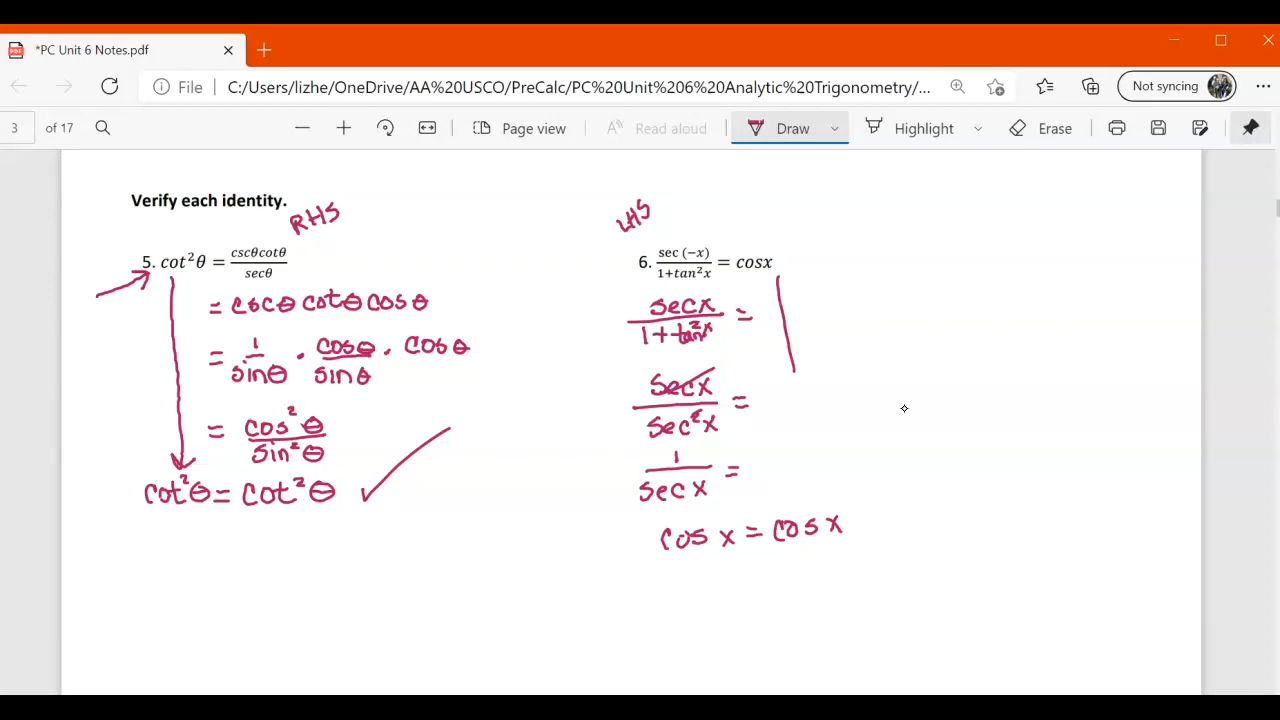 *PC Unit 6 Notes.pdf
File C:/Users/lizhe/OneDrive/AA%20USCO/PreCalc/PC%20Unit%206%20Analytic%20Trigonometry/...
Not syncing
3 of 17
Page view
Read aloud
Draw
Highlight
Erase
Verify each identity.
RHS
5. cot²θ = cscθcotθ/secθ
= cscθ cotθ cosθ
= 1/sinθ · cosθ/sinθ · cosθ
= cos²θ/sin²θ
cot²θ = cot²θ
LHS
6. sec (−x)/1+tan²x = cosx
secx/1+tan²x =
secx/sec²x =
1/secx =
cos x = cos x